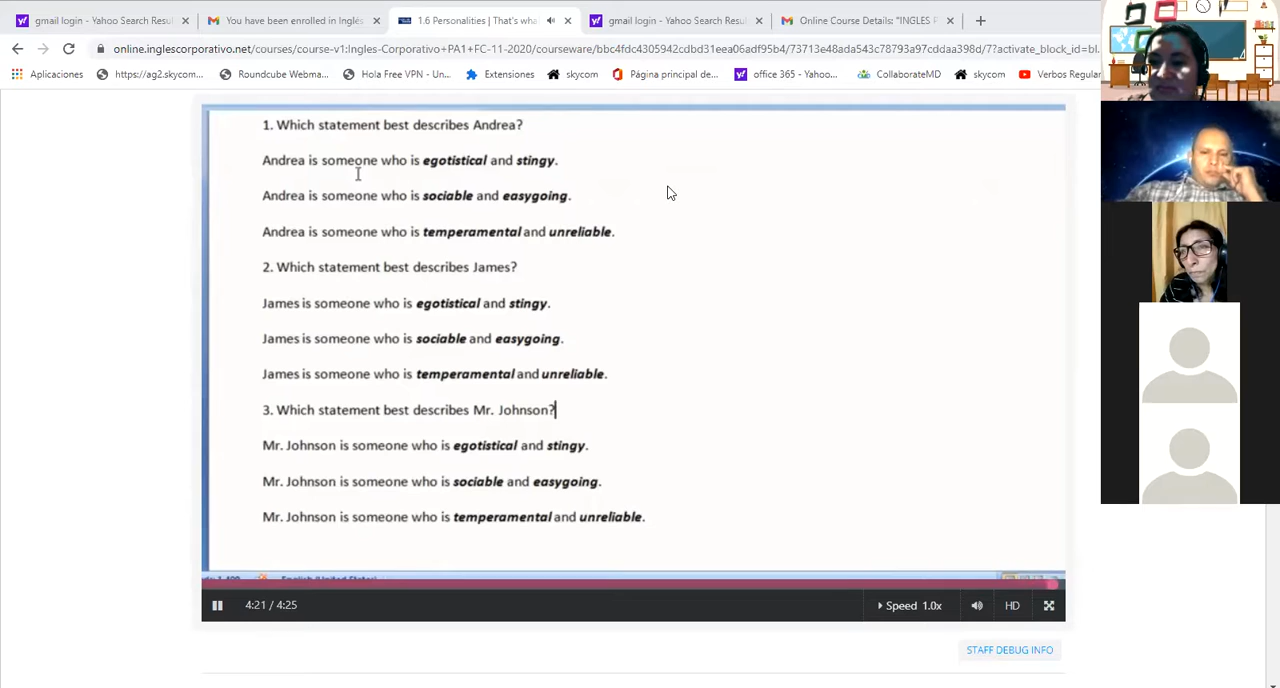 gmail login - Yahoo Search Resul
You have been enrolled in Inglés
1.6 Personalities | That's wha
gmail login - Yahoo Search Resul
Online Course Details: "INGLES P
online.inglescorporativo.net/courses/course-v1:Ingles-Corporativo+PA1+FC-11-2020/courseware/bbc4fdc4305942cdbd31eea06adf95b4/73713e48ada543c78793a97cddaa398d/7?activate_block_id=bl...
Aplicaciones
https://ag2.skycom...
Roundcube Webma...
Hola Free VPN - Un...
Extensiones
skycom
Página principal de...
office 365 - Yahoo...
CollaborateMD
skycom
Verbos Regular
1. Which statement best describes Andrea?
Andrea is someone who is egotistical and stingy.
Andrea is someone who is sociable and easygoing.
Andrea is someone who is temperamental and unreliable.
2. Which statement best describes James?
James is someone who is egotistical and stingy.
James is someone who is sociable and easygoing.
James is someone who is temperamental and unreliable.
3. Which statement best describes Mr. Johnson?
Mr. Johnson is someone who is egotistical and stingy.
Mr. Johnson is someone who is sociable and easygoing.
Mr. Johnson is someone who is temperamental and unreliable.
English (United States)
4:21 / 4:25
Speed 1.0x
HD
STAFF DEBUG INFO